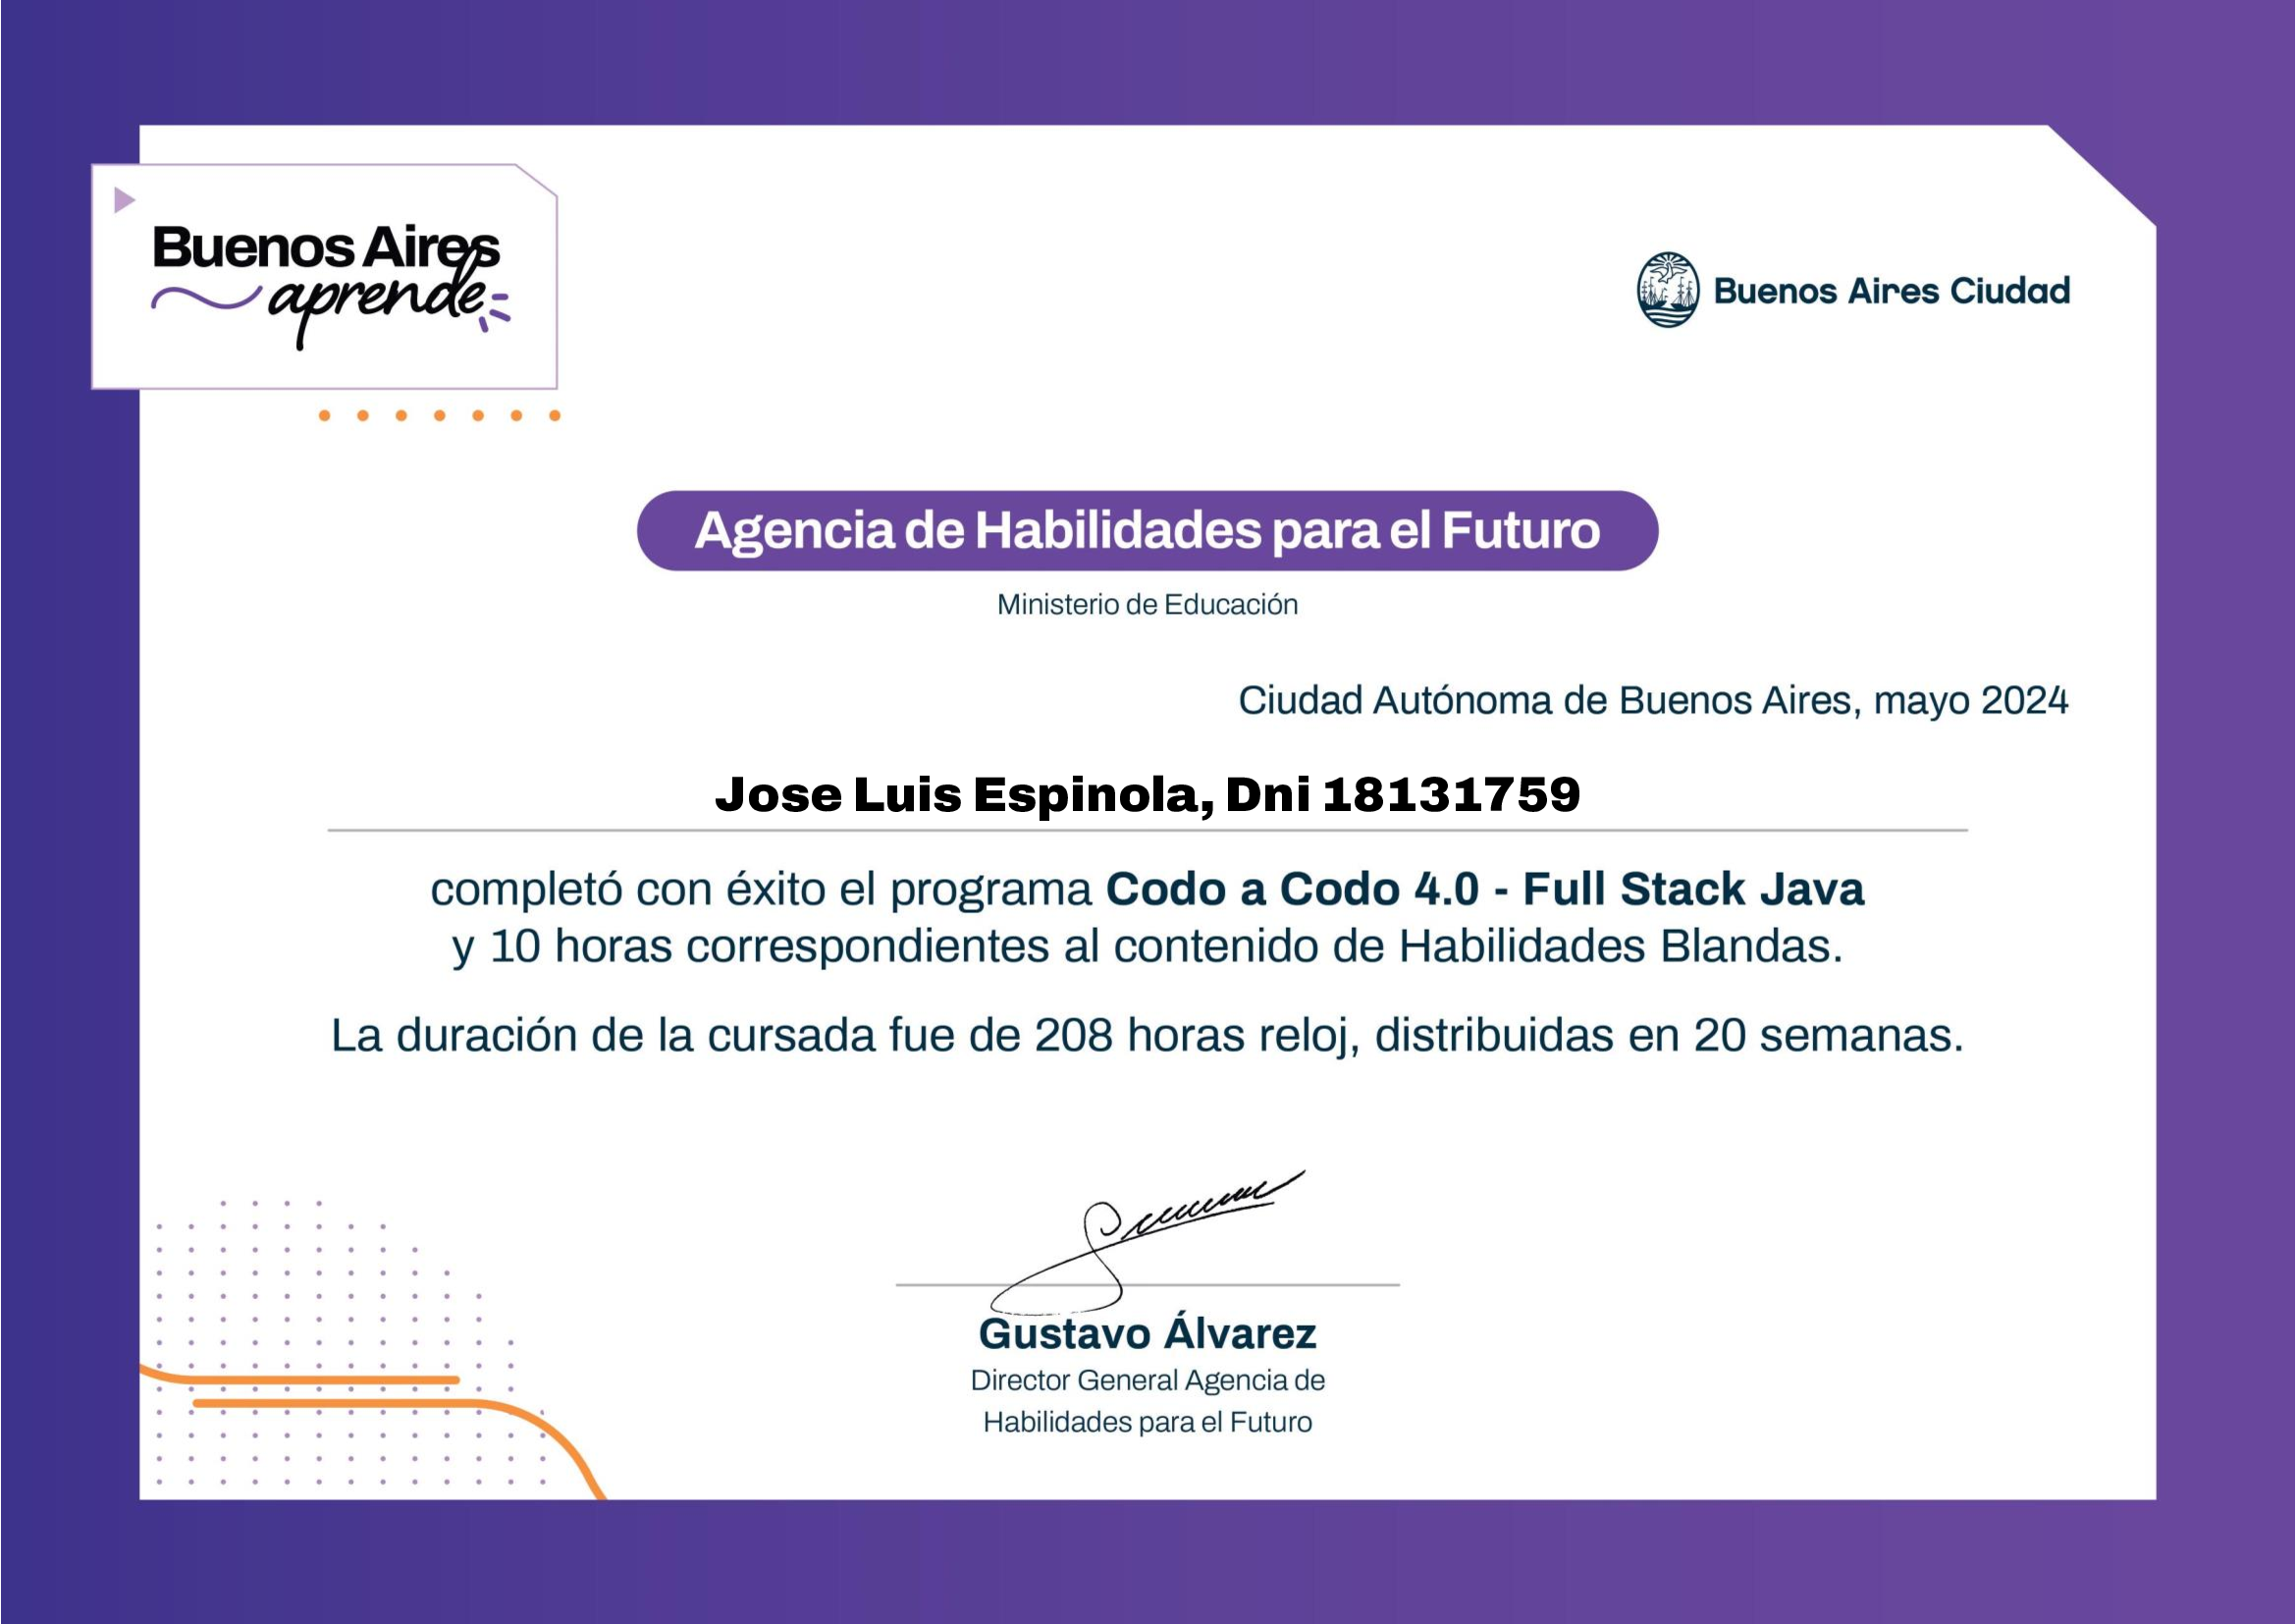 Buenos Aires
aprende
Buenos Aires Ciudad
Agencia de Habilidades para el Futuro
Ministerio de Educación
Ciudad Autónoma de Buenos Aires, mayo 2024
Jose Luis Espinola, Dni 18131759
completó con éxito el programa Codo a Codo 4.0 - Full Stack Java
y 10 horas correspondientes al contenido de Habilidades Blandas.
La duración de la cursada fue de 208 horas reloj, distribuidas en 20 semanas.
Gustavo Álvarez
Director General Agencia de
Habilidades para el Futuro